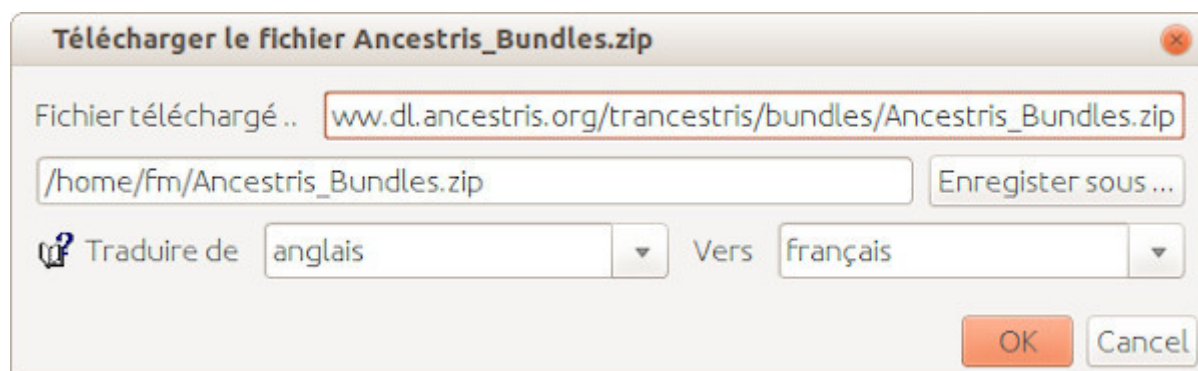 Télécharger le fichier Ancestris_Bundles.zip
Fichier téléchargé .. ww.dl.ancestris.org/trancestris/bundles/Ancestris_Bundles.zip
/home/fm/Ancestris_Bundles.zip Enregister sous ...
Traduire de anglais Vers français
OK Cancel